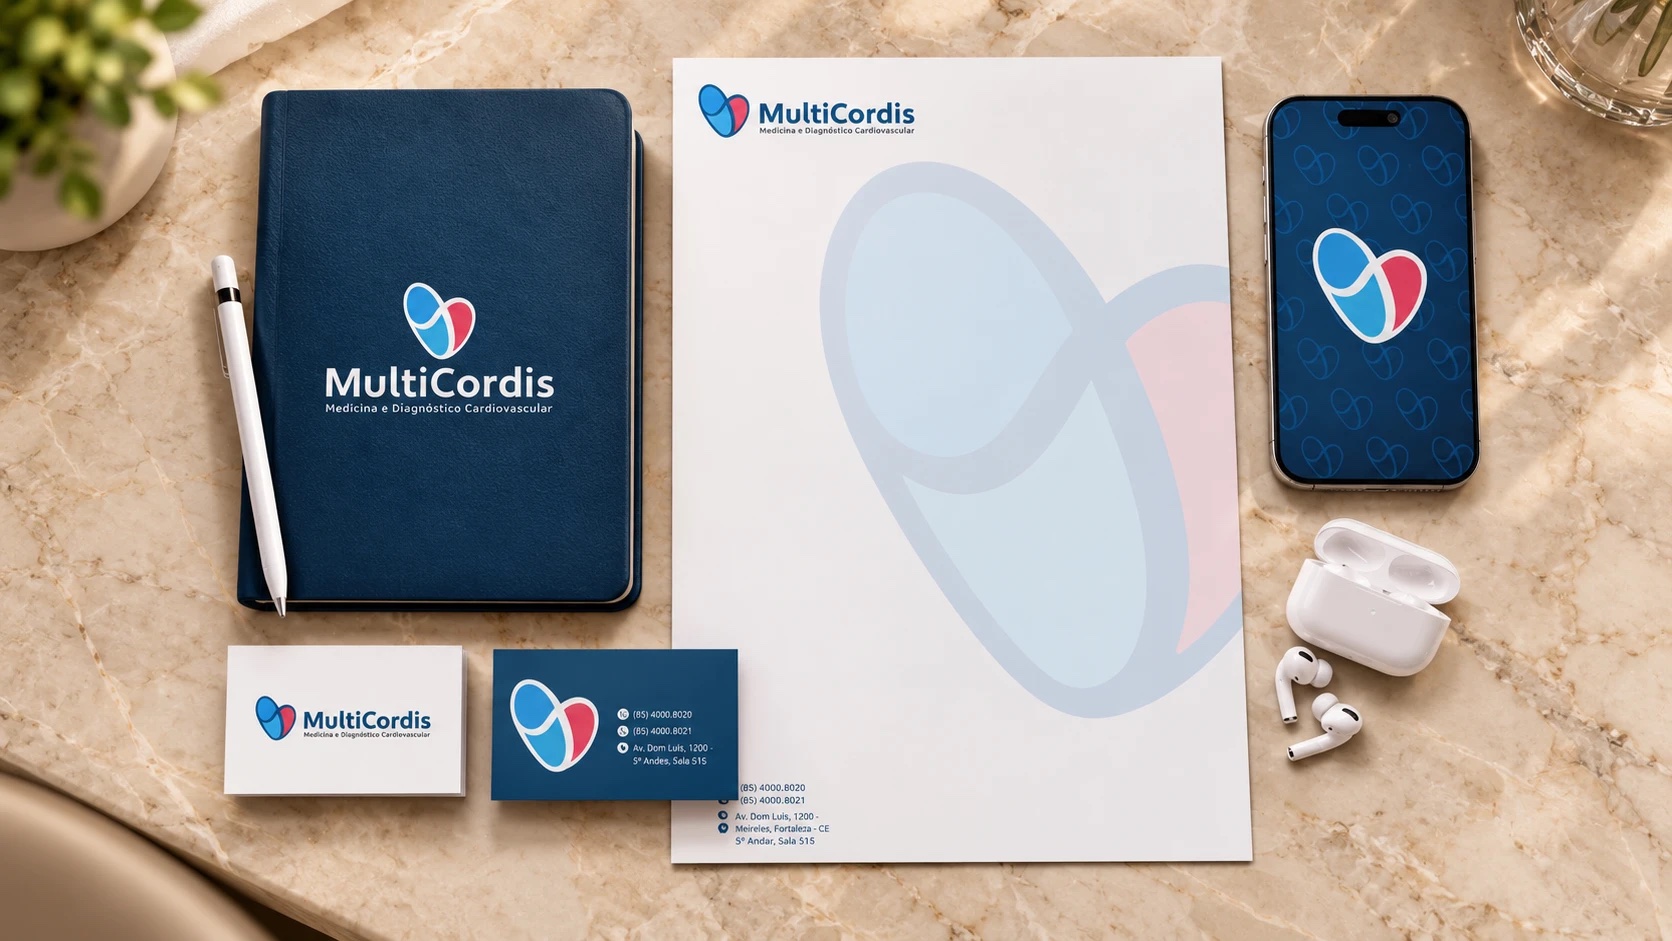 MultiCordis
Medicina e Diagnóstico Cardiovascular
MultiCordis
Medicina e Diagnóstico Cardiovascular
MultiCordis
Medicina e Diagnóstico Cardiovascular
(85) 4000.8020
(85) 4000.8021
Av. Dom Luis, 1200 -
5º Andes, Sala 515
(85) 4000.8020
(85) 4000.8021
Av. Dom Luis, 1200 -
Meireles, Fortaleza - CE
5º Andar, Sala 515